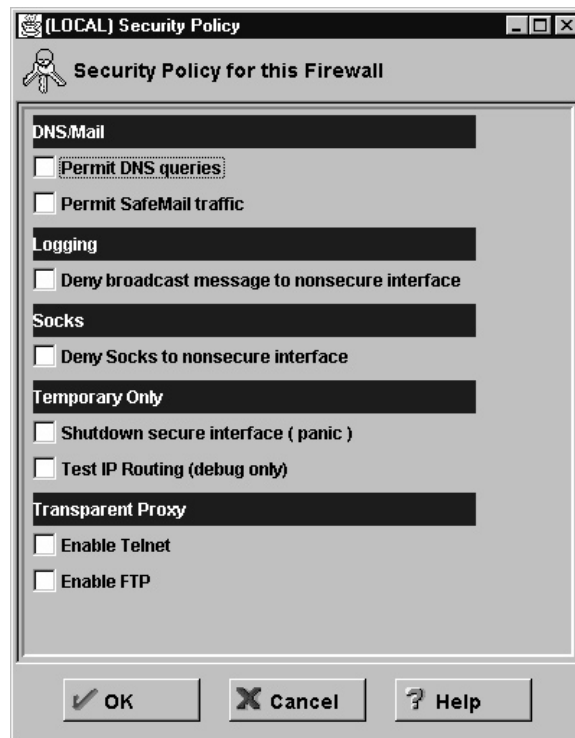 (LOCAL) Security Policy
Security Policy for this Firewall
DNS/Mail
Permit DNS queries
Permit SafeMail traffic
Logging
Deny broadcast message to nonsecure interface
Socks
Deny Socks to nonsecure interface
Temporary Only
Shutdown secure interface ( panic )
Test IP Routing (debug only)
Transparent Proxy
Enable Telnet
Enable FTP
OK
Cancel
Help